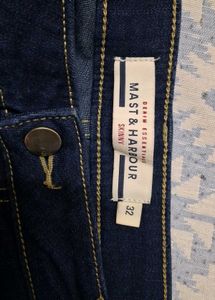 DENIM ESSENTIALS
MAST & HARBOUR
SKINNY
32